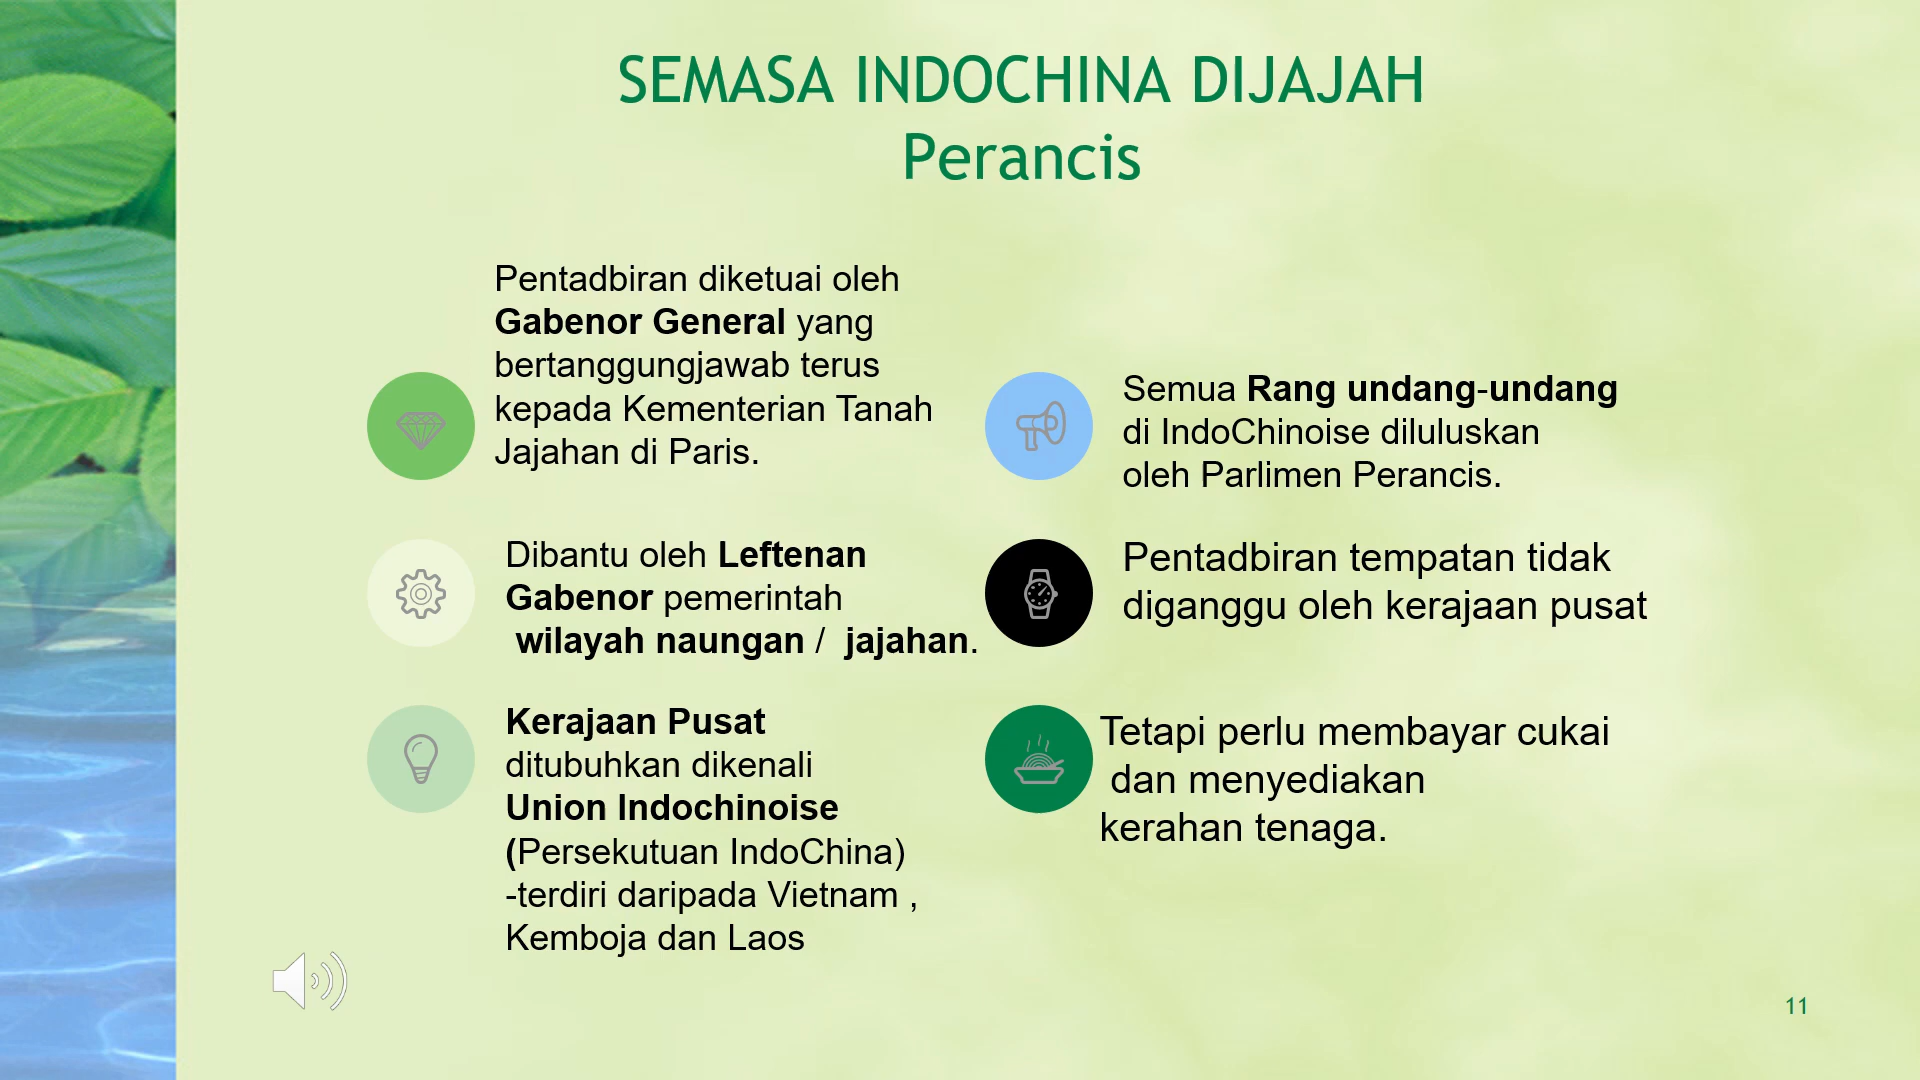 SEMASA INDOCHINA DIJAJAH
Perancis
Pentadbiran diketuai oleh
Gabenor General yang
bertanggungjawab terus
kepada Kementerian Tanah
Jajahan di Paris.
Dibantu oleh Leftenan
Gabenor pemerintah
wilayah naungan / jajahan.
Kerajaan Pusat
ditubuhkan dikenali
Union Indochinoise
(Persekutuan IndoChina)
-terdiri daripada Vietnam ,
Kemboja dan Laos
Semua Rang undang-undang
di IndoChinoise diluluskan
oleh Parlimen Perancis.
Pentadbiran tempatan tidak
diganggu oleh kerajaan pusat
Tetapi perlu membayar cukai
dan menyediakan
kerahan tenaga.
11